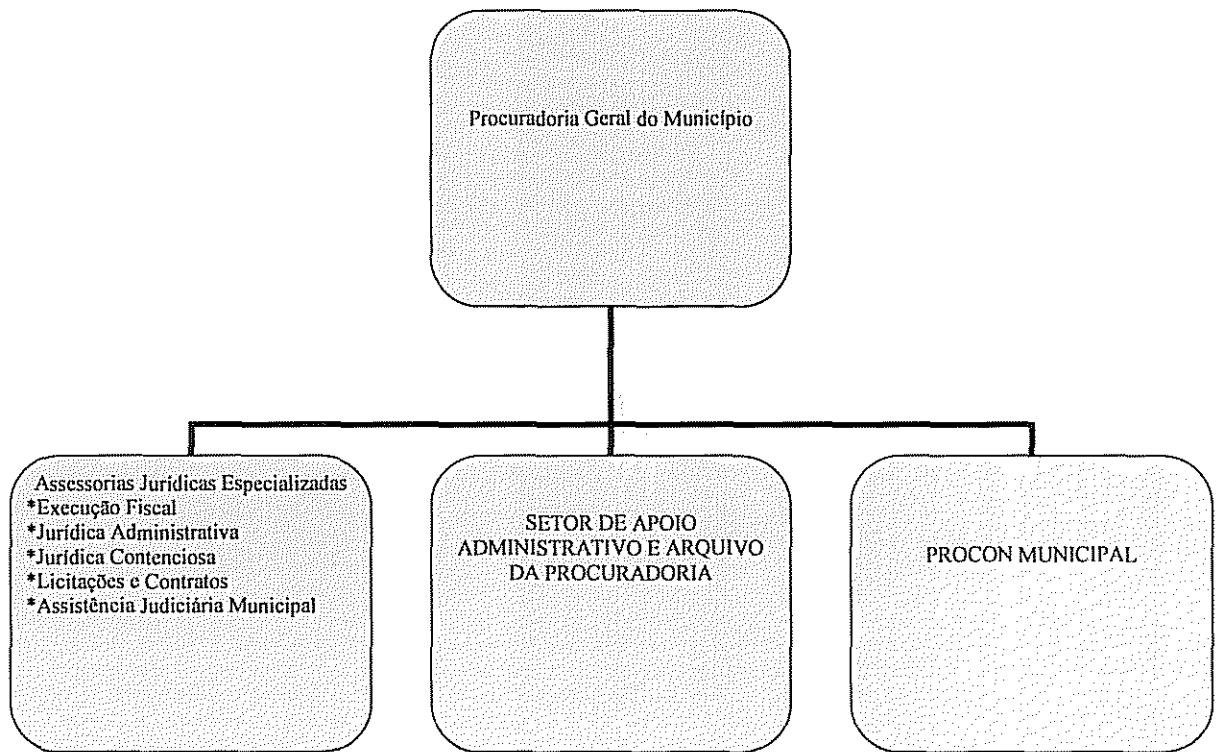 Procuradoria Geral do Município
Assessorias Jurídicas Especializadas
*Execução Fiscal
*Jurídica Administrativa
*Jurídica Contenciosa
*Licitações e Contratos
*Assistência Judiciária Municipal
SETOR DE APOIO
ADMINISTRATIVO E ARQUIVO
DA PROCURADORIA
PROCON MUNICIPAL